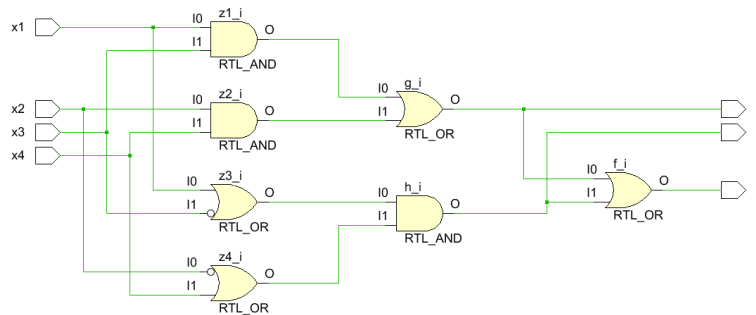 z1_i
x1
I0
O
I1
RTL_AND
z2_i
x2
I0
O
x3
I1
RTL_AND
x4
g_i
I0
O
I1
RTL_OR
z3_i
I0
O
I1
RTL_OR
h_i
I0
O
I1
RTL_AND
f_i
I0
O
I1
RTL_OR
z4_i
I0
O
I1
RTL_OR